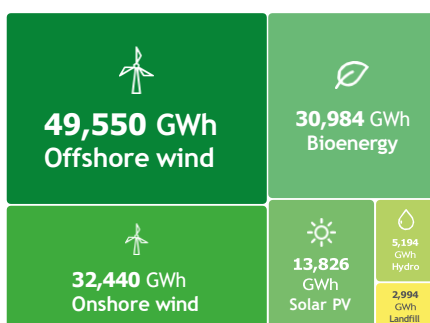 49,550 GWh
Offshore wind
30,984 GWh
Bioenergy
32,440 GWh
Onshore wind
13,826
GWh
Solar PV
5,194
GWh
Hydro
2,994
GWh
Landfill